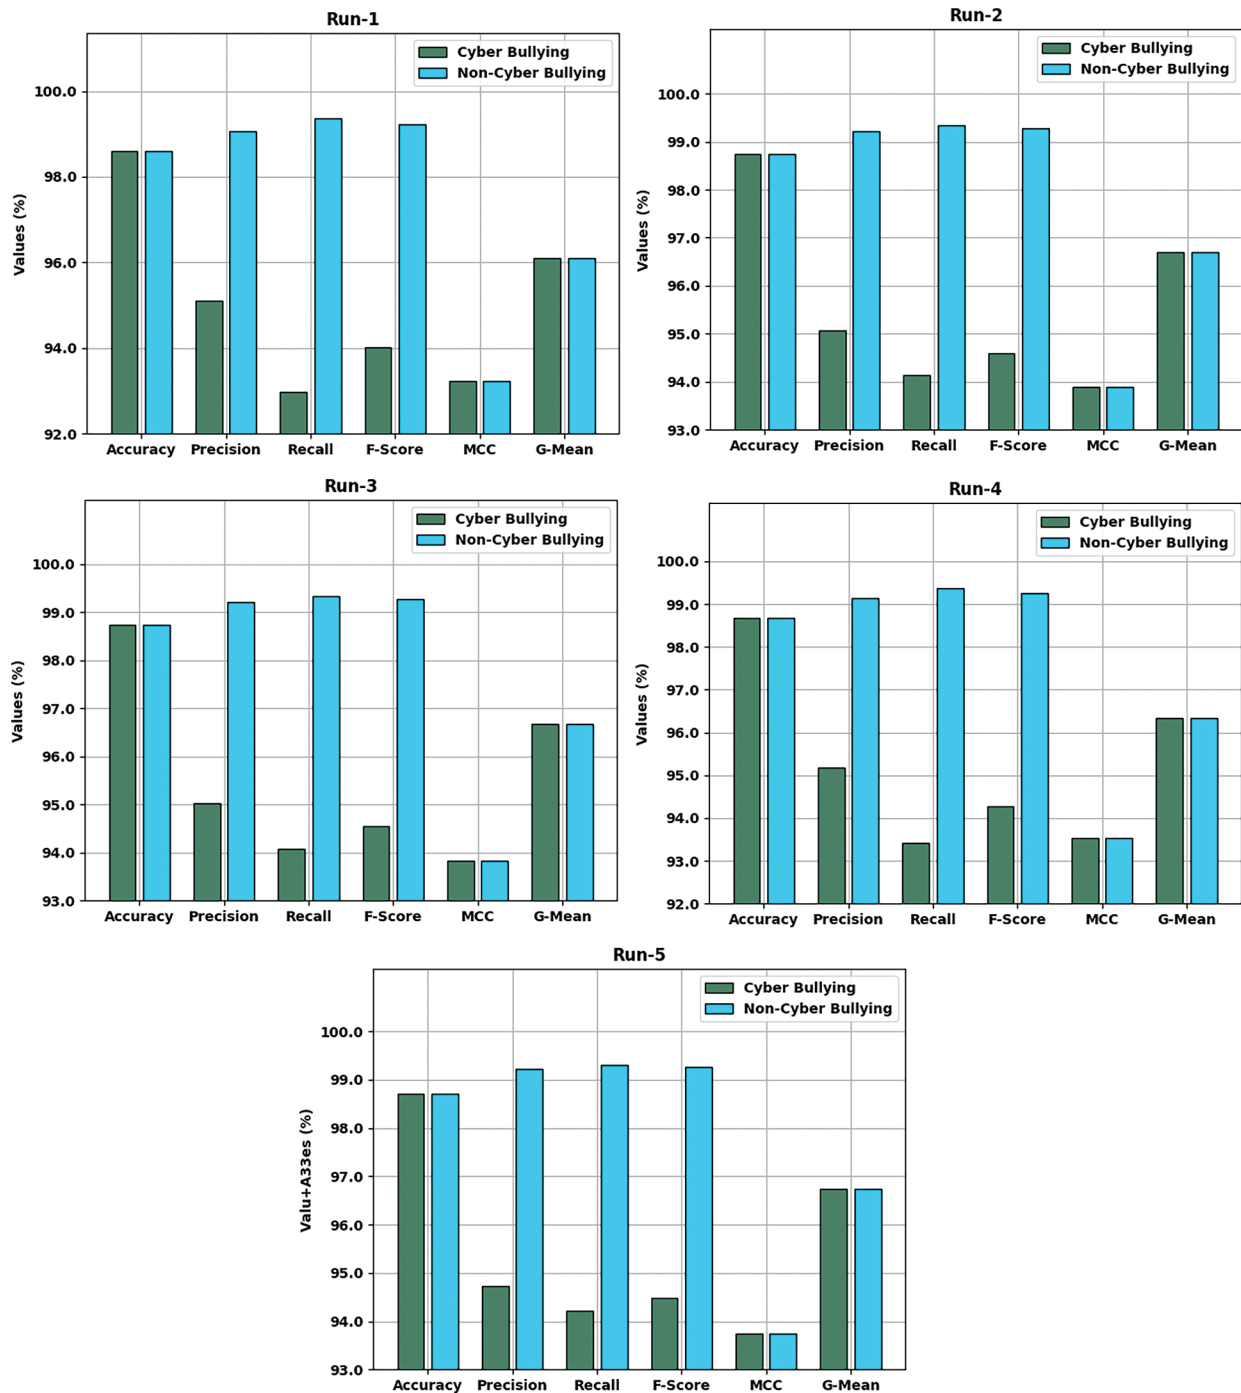 Run-1
Cyber Bullying
Non-Cyber Bullying
Values (%)
100.0
98.0
96.0
94.0
92.0
Accuracy Precision Recall F-Score MCC G-Mean
Run-2
Cyber Bullying
Non-Cyber Bullying
Values (%)
100.0
99.0
98.0
97.0
96.0
95.0
94.0
93.0
Accuracy Precision Recall F-Score MCC G-Mean
Run-3
Cyber Bullying
Non-Cyber Bullying
Values (%)
100.0
99.0
98.0
97.0
96.0
95.0
94.0
93.0
Accuracy Precision Recall F-Score MCC G-Mean
Run-4
Cyber Bullying
Non-Cyber Bullying
Values (%)
100.0
99.0
98.0
97.0
96.0
95.0
94.0
93.0
92.0
Accuracy Precision Recall F-Score MCC G-Mean
Run-5
Cyber Bullying
Non-Cyber Bullying
Valu+A33es (%)
100.0
99.0
98.0
97.0
96.0
95.0
94.0
93.0
Accuracy Precision Recall F-Score MCC G-Mean